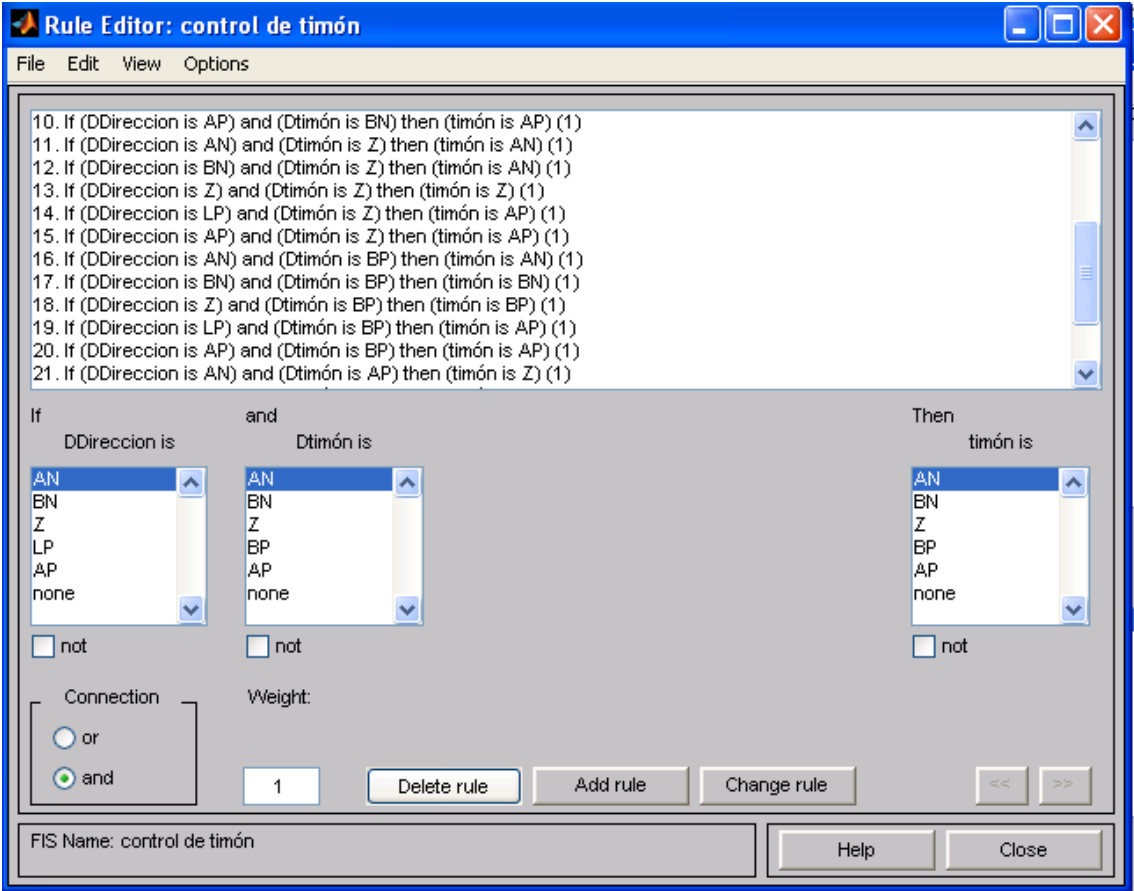 Rule Editor: control de timón
File Edit View Options
10. If (DDireccion is AP) and (Dtimón is BN) then (timón is AP) (1)
11. If (DDireccion is AN) and (Dtimón is Z) then (timón is AN) (1)
12. If (DDireccion is BN) and (Dtimón is Z) then (timón is AN) (1)
13. If (DDireccion is Z) and (Dtimón is Z) then (timón is Z) (1)
14. If (DDireccion is LP) and (Dtimón is Z) then (timón is AP) (1)
15. If (DDireccion is AP) and (Dtimón is Z) then (timón is AP) (1)
16. If (DDireccion is AN) and (Dtimón is BP) then (timón is AN) (1)
17. If (DDireccion is BN) and (Dtimón is BP) then (timón is BN) (1)
18. If (DDireccion is Z) and (Dtimón is BP) then (timón is BP) (1)
19. If (DDireccion is LP) and (Dtimón is BP) then (timón is AP) (1)
20. If (DDireccion is AP) and (Dtimón is BP) then (timón is AP) (1)
21. If (DDireccion is AN) and (Dtimón is AP) then (timón is Z) (1)
If and Then
DDireccion is Dtimón is timón is
AN AN AN
BN BN BN
Z Z Z
LP BP BP
AP AP AP
none none none
not not not
Connection Weight:
or
and 1 Delete rule Add rule Change rule << >>
FIS Name: control de timón Help Close